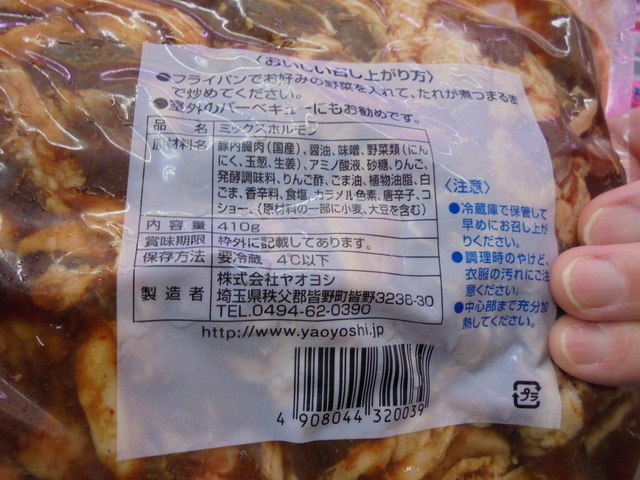 〈おいしい召し上がり方〉
●フライパンでお好みの野菜を入れて、たれが煮つまるま
で炒めてください。
●室外のバーベキューにもお勧めです。
品 名 ミックスホルモン
原材料名 豚内臓肉(国産)、醤油、味噌、野菜類(にん
にく、玉葱、生姜)、アミノ酸液、砂糖、りんご、
発酵調味料、りんご酢、ごま油、植物油脂、白
ごま、香辛料、食塩、カラメル色素、唐辛子、コ
ショー、(原材料の一部に小麦、大豆を含む)
内 容 量 410g
賞味期限 枠外に記載してあります。
保存方法 要冷蔵 4℃以下
製 造 者 株式会社ヤオヨシ
埼玉県秩父郡皆野町皆野3236-30
TEL.0494-62-0390
http://www.yaoyoshi.jp
4 908044 320039
プラ
〈注意〉
●冷蔵庫で保管して
早めにお召し上が
りください。
●調理時のやけど、
衣服の汚れにご注
意ください。
●中心部まで充分加
熱してください。